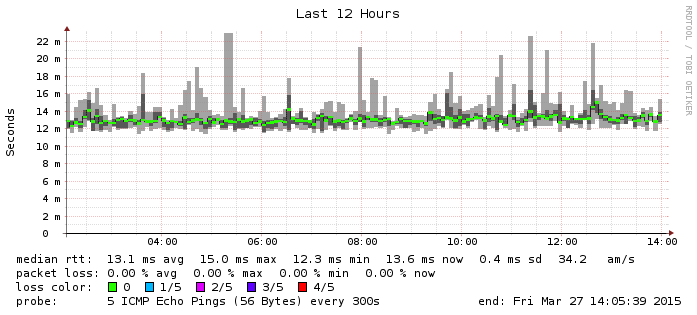 Last 12 Hours
RRDTOOL / TOBI OETIKER
Seconds
22 m
20 m
18 m
16 m
14 m
12 m
10 m
8 m
6 m
4 m
2 m
0
04:00 06:00 08:00 10:00 12:00 14:00
median rtt: 13.1 ms avg 15.0 ms max 12.3 ms min 13.6 ms now 0.4 ms sd 34.2 am/s
packet loss: 0.00 % avg 0.00 % max 0.00 % min 0.00 % now
loss color: 0 1/5 2/5 3/5 4/5
probe: 5 ICMP Echo Pings (56 Bytes) every 300s end: Fri Mar 27 14:05:39 2015